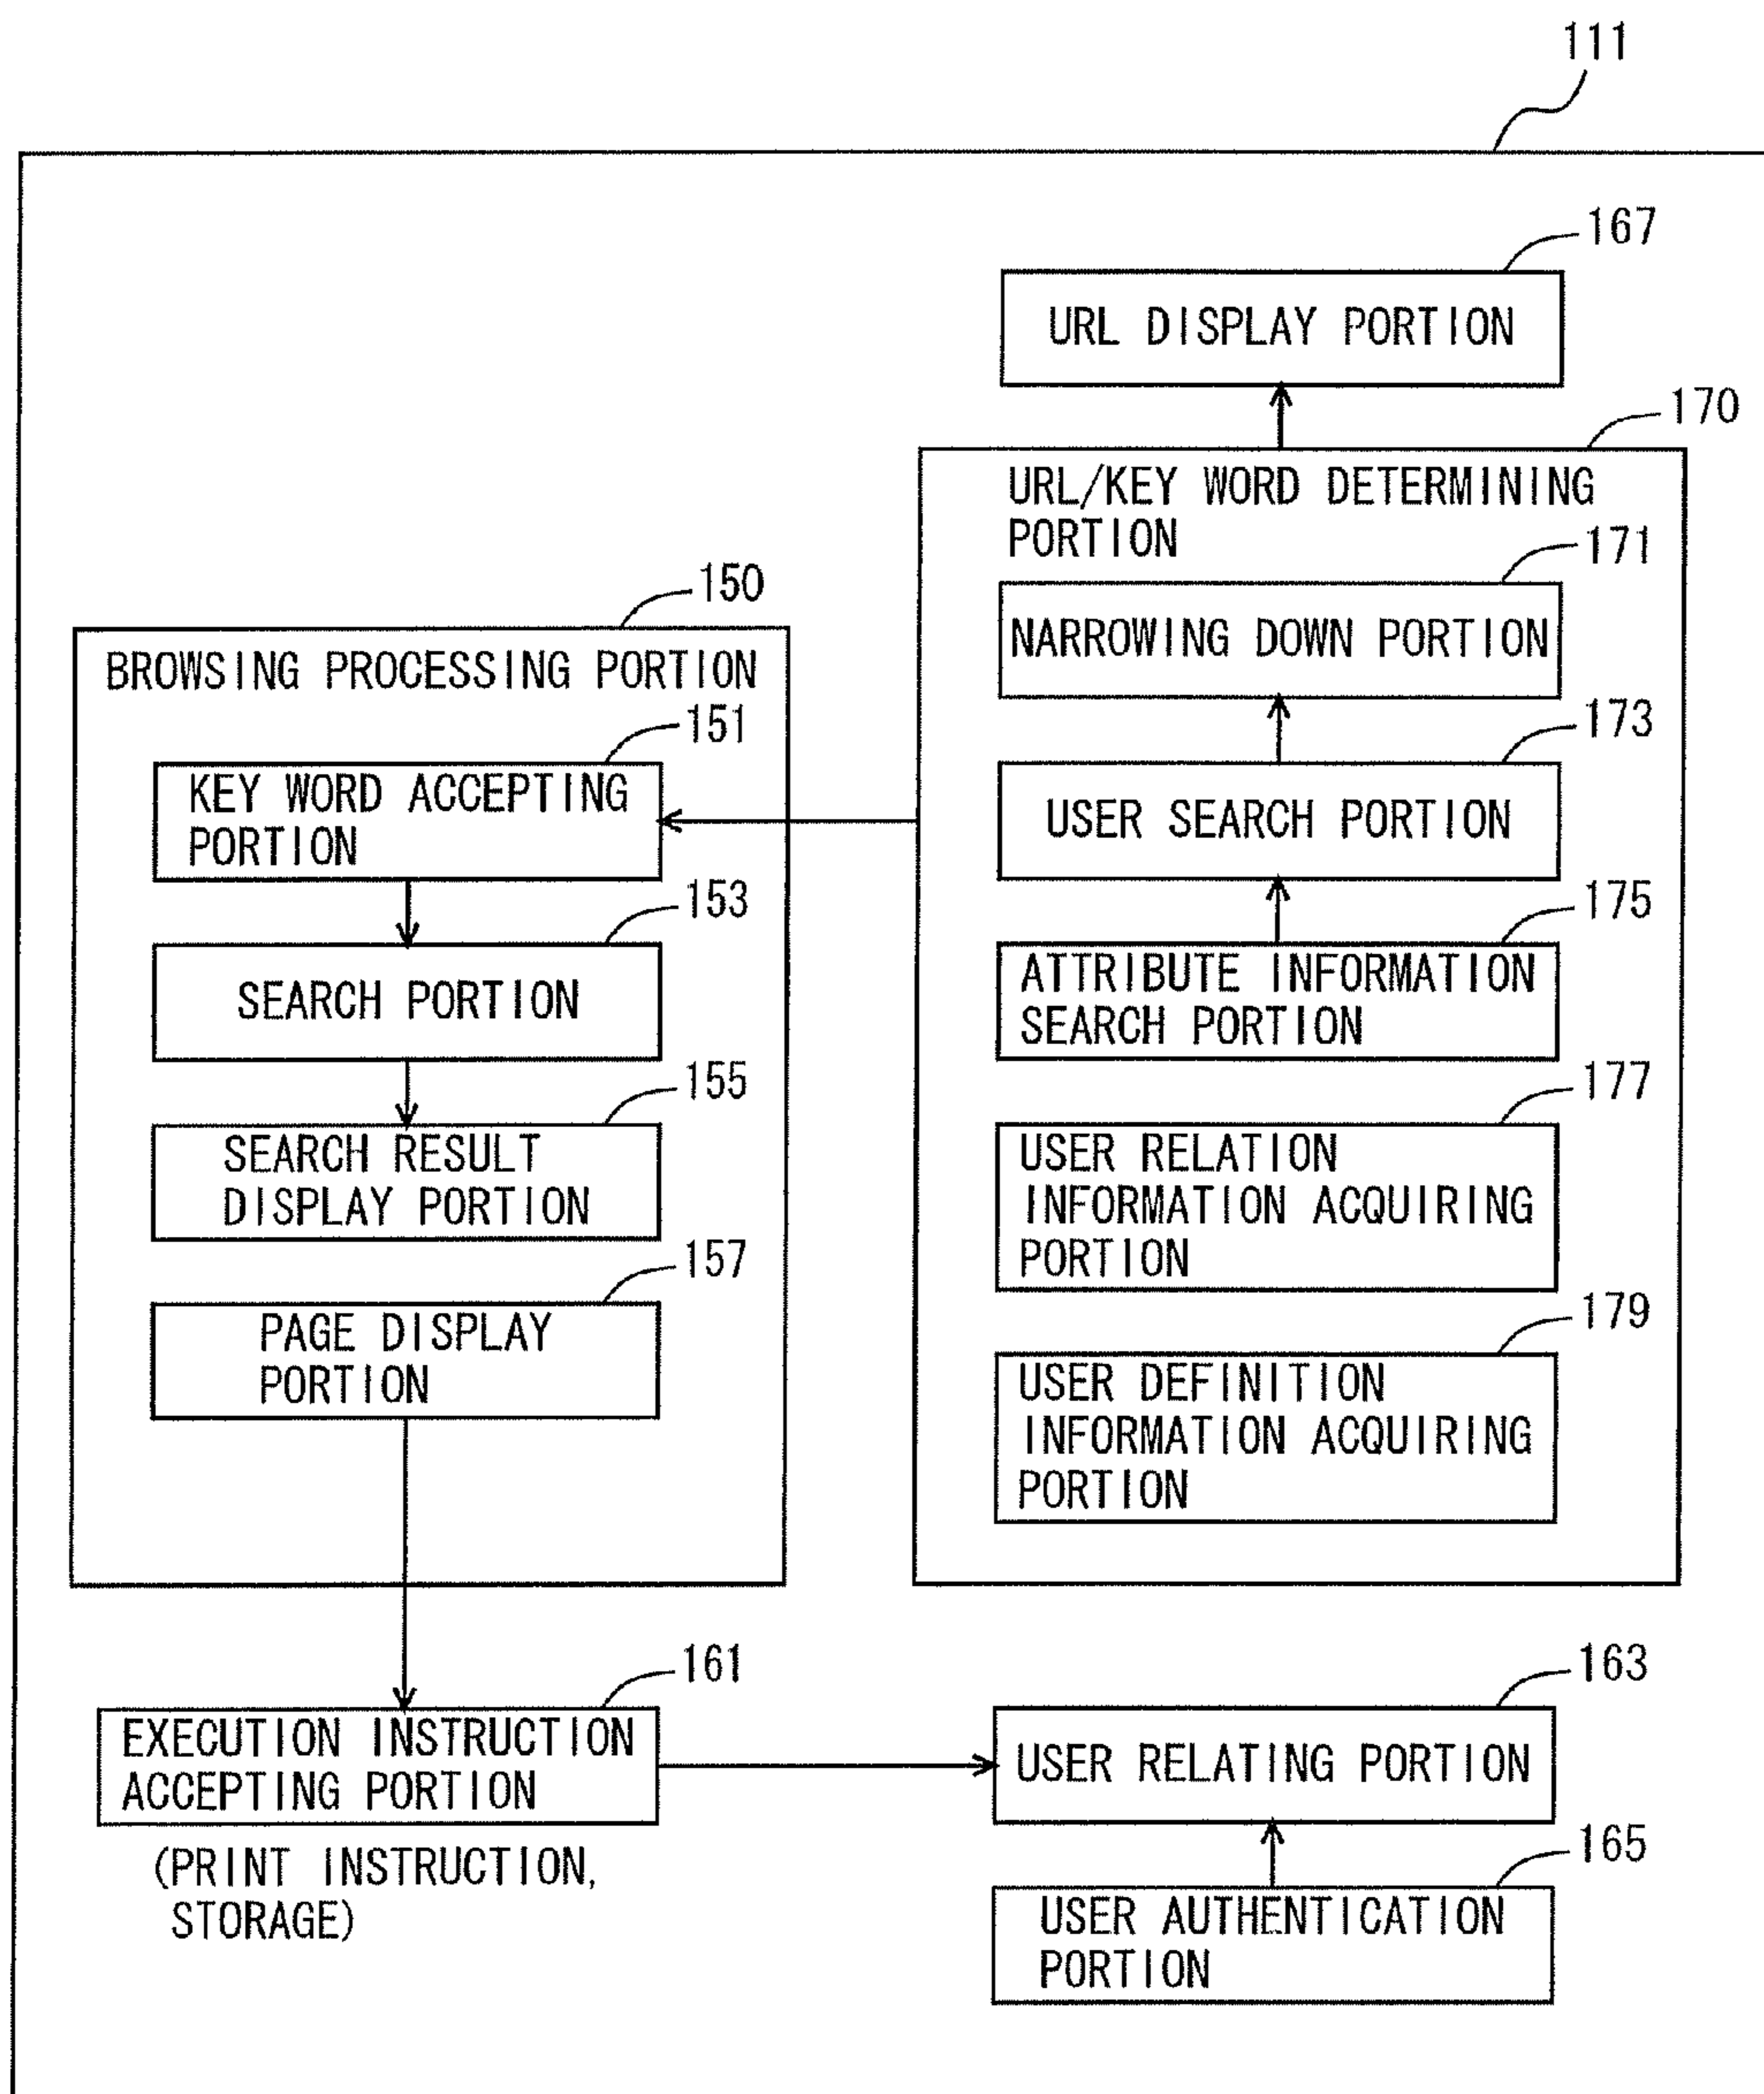 111
167
URL DISPLAY PORTION
170
URL/KEY WORD DETERMINING
PORTION
171
NARROWING DOWN PORTION
173
USER SEARCH PORTION
175
ATTRIBUTE INFORMATION
SEARCH PORTION
177
USER RELATION
INFORMATION ACQUIRING
PORTION
179
USER DEFINITION
INFORMATION ACQUIRING
PORTION
150
BROWSING PROCESSING PORTION
151
KEY WORD ACCEPTING
PORTION
153
SEARCH PORTION
155
SEARCH RESULT
DISPLAY PORTION
157
PAGE DISPLAY
PORTION
161
EXECUTION INSTRUCTION
ACCEPTING PORTION
(PRINT INSTRUCTION,
STORAGE)
163
USER RELATING PORTION
165
USER AUTHENTICATION
PORTION